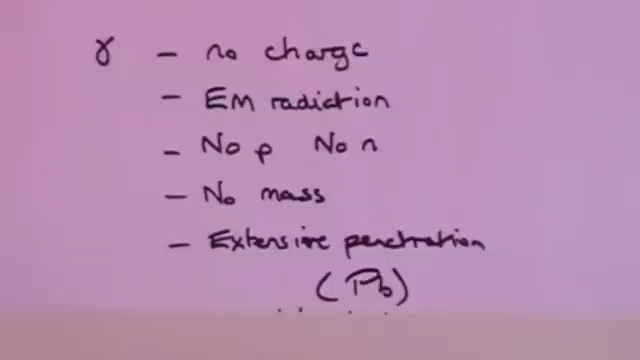 γ – no charge
– EM radiation
– No p No n
– No mass
– Extensive penetration
(Pb)